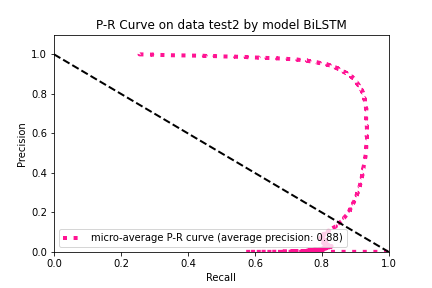 P-R Curve on data test2 by model BiLSTM
1.0
0.8
0.6
0.4
0.2
0.0
Precision
micro-average P-R curve (average precision: 0.88)
0.0 0.2 0.4 0.6 0.8 1.0
Recall